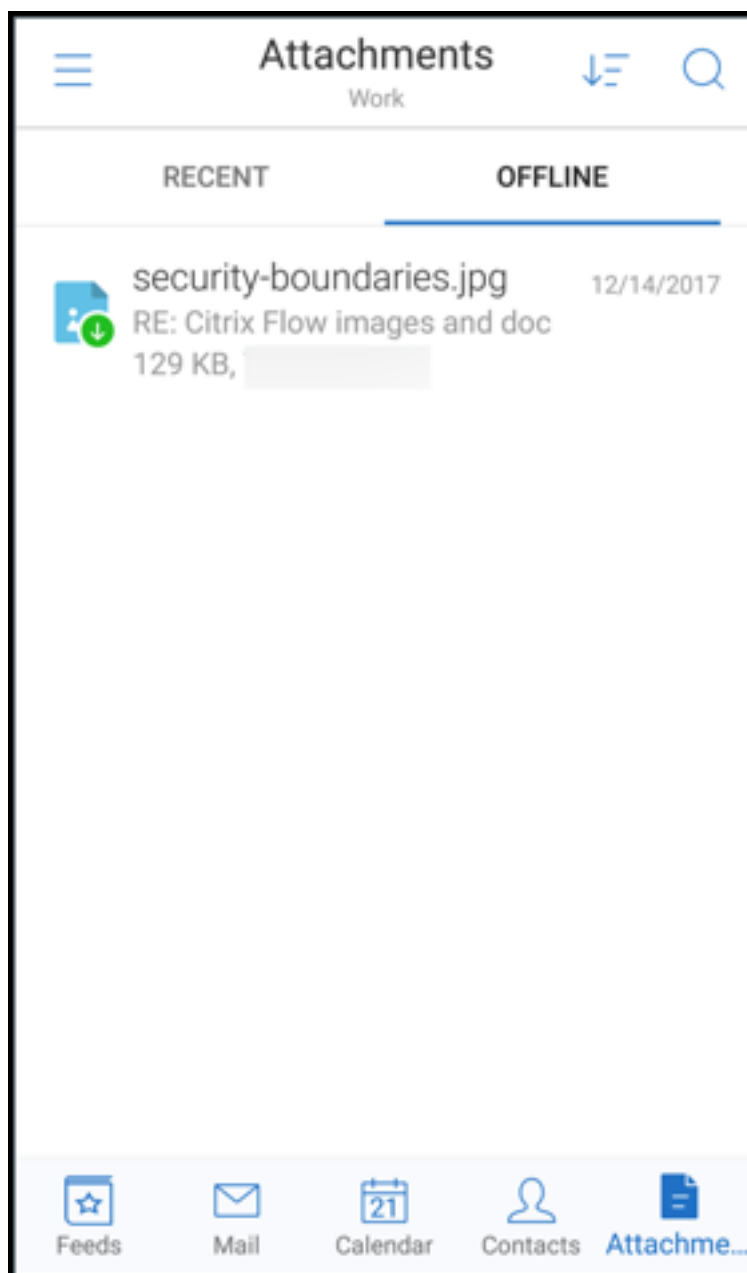 Attachments
Work
RECENT OFFLINE
security-boundaries.jpg 12/14/2017
RE: Citrix Flow images and doc
129 KB,
21
Feeds Mail Calendar Contacts Attachme...